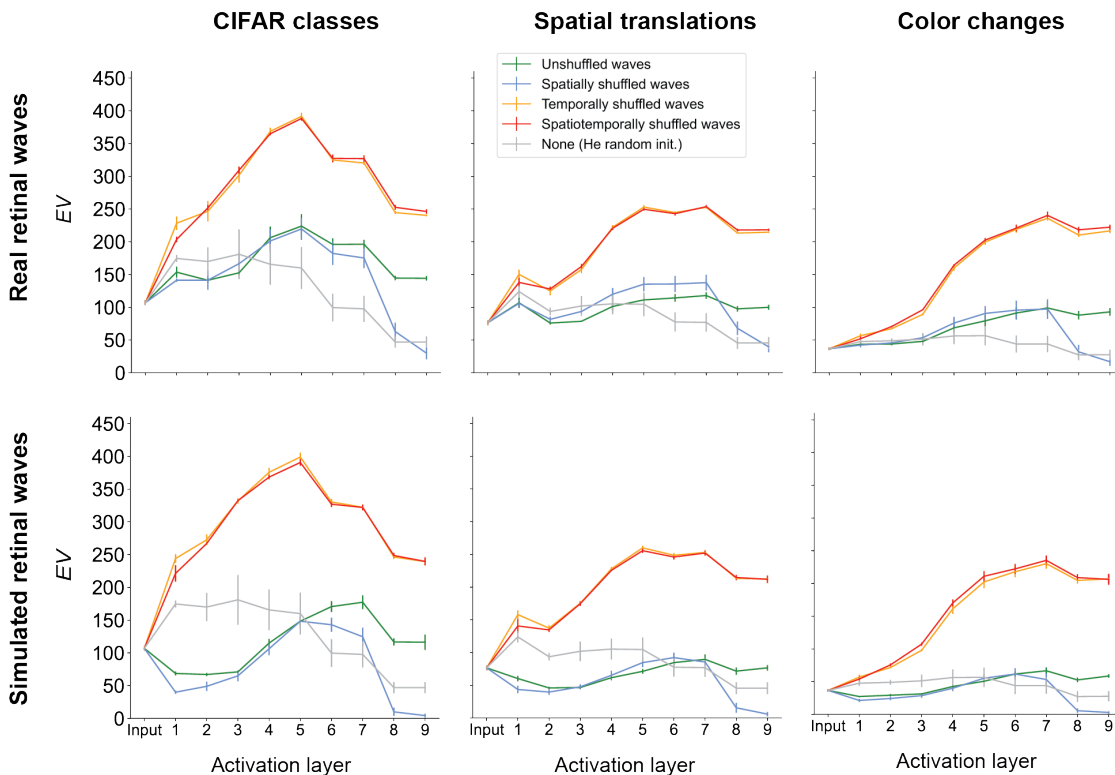 CIFAR classes
Spatial translations
Color changes
Real retinal waves
EV
450
400
350
300
250
200
150
100
50
0
Unshuffled waves
Spatially shuffled waves
Temporally shuffled waves
Spatiotemporally shuffled waves
None (He random init.)
Simulated retinal waves
EV
450
400
350
300
250
200
150
100
50
0
Input 1 2 3 4 5 6 7 8 9
Input 1 2 3 4 5 6 7 8 9
Input 1 2 3 4 5 6 7 8 9
Activation layer
Activation layer
Activation layer